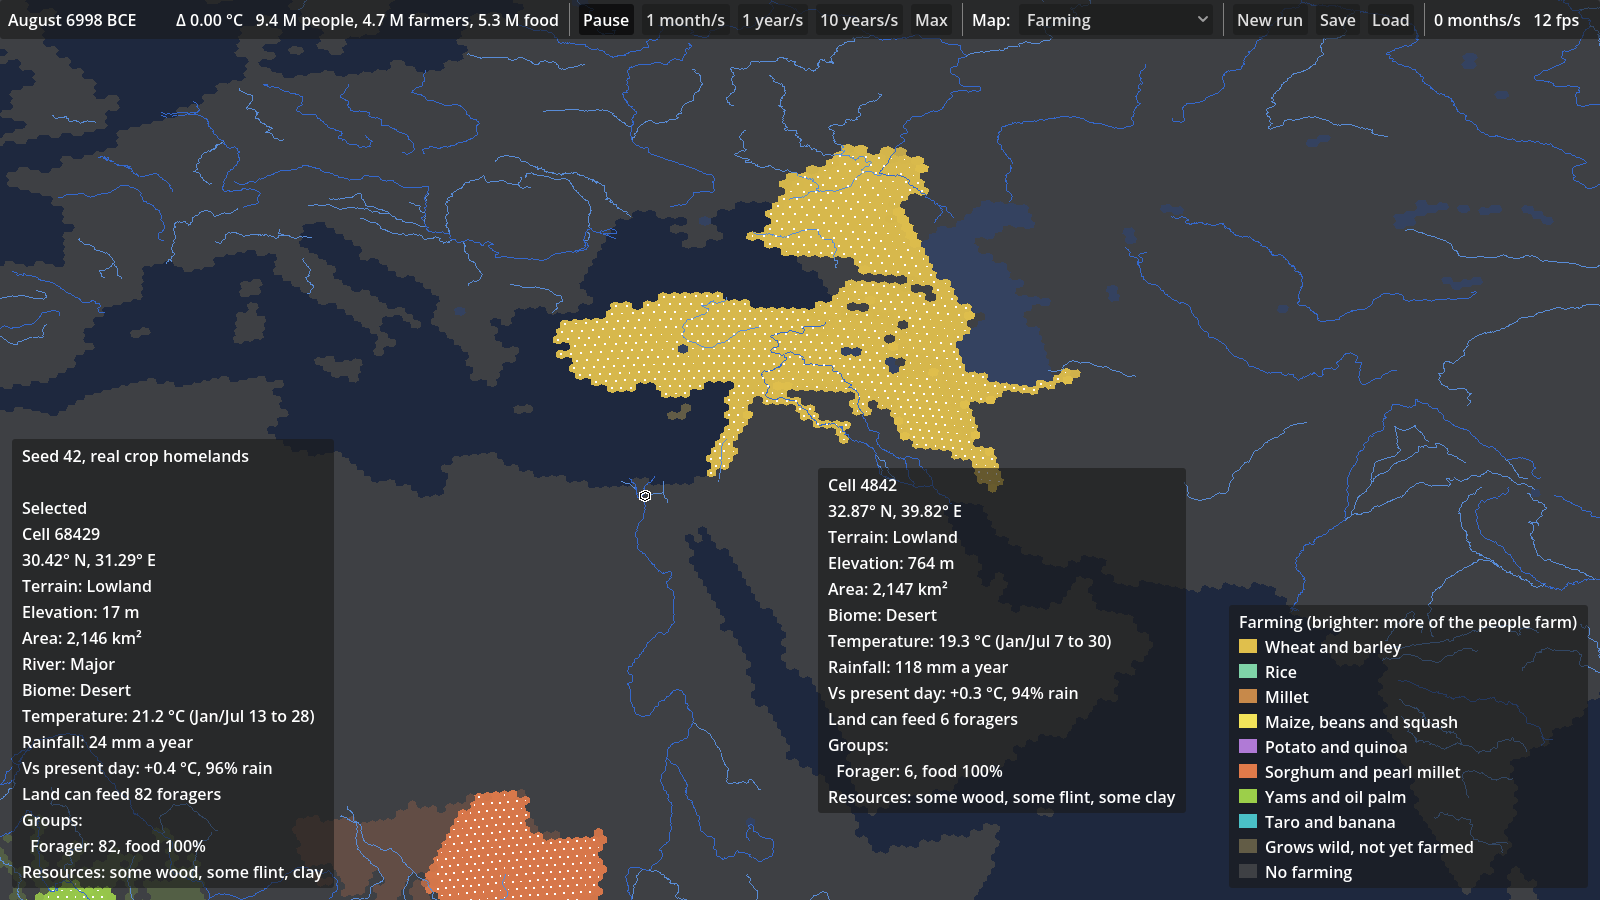 August 6998 BCE
Δ 0.00 °C 9.4 M people, 4.7 M farmers, 5.3 M food
Pause 1 month/s 1 year/s 10 years/s Max
Map: Farming
New run Save Load
0 months/s 12 fps
Seed 42, real crop homelands
Selected
Cell 68429
30.42° N, 31.29° E
Terrain: Lowland
Elevation: 17 m
Area: 2,146 km²
River: Major
Biome: Desert
Temperature: 21.2 °C (Jan/Jul 13 to 28)
Rainfall: 24 mm a year
Vs present day: +0.4 °C, 96% rain
Land can feed 82 foragers
Groups:
Forager: 82, food 100%
Resources: some wood, some flint, clay
Cell 4842
32.87° N, 39.82° E
Terrain: Lowland
Elevation: 764 m
Area: 2,147 km²
Biome: Desert
Temperature: 19.3 °C (Jan/Jul 7 to 30)
Rainfall: 118 mm a year
Vs present day: +0.3 °C, 94% rain
Land can feed 6 foragers
Groups:
Forager: 6, food 100%
Resources: some wood, some flint, some clay
Farming (brighter: more of the people farm)
Wheat and barley
Rice
Millet
Maize, beans and squash
Potato and quinoa
Sorghum and pearl millet
Yams and oil palm
Taro and banana
Grows wild, not yet farmed
No farming